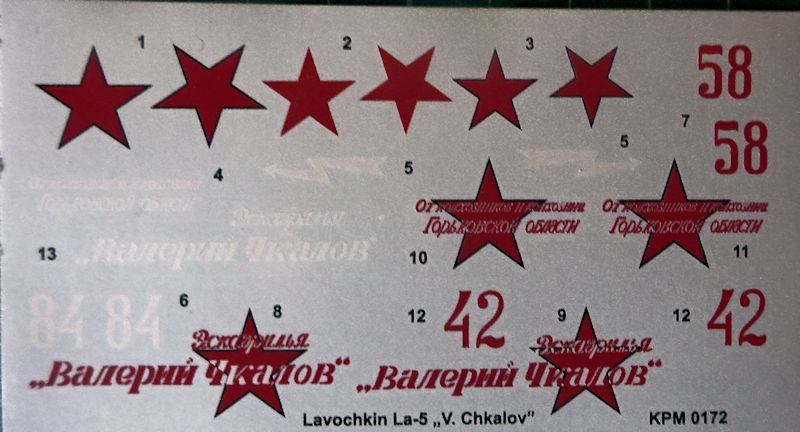 1 2 3
58
7
58
4 5 5
От колхозников и колхозниц
Горьковской области
От колхозников и колхозниц
Горьковской области
Горьковской области
Эскадрилья
„Валерий Чкалов"
13 10 11
84 84
6 8
12 42
9 12 42
Эскадрилья
„Валерий Чкалов“
Эскадрилья
„Валерий Чкалов“
Lavochkin La-5 „V. Chkalov” KPM 0172